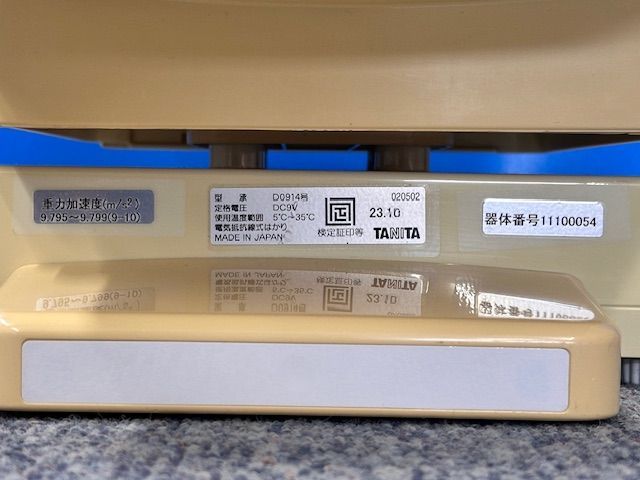 重力加速度(m/s2)
9.795～9.799(9-10)
型 承 D0914号 020502
定格電圧 DC9V
使用温度範囲 5℃～35℃
電気抵抗線式はかり
MADE IN JAPAN
検定証印等
23.10
TANITA
器体番号11100054